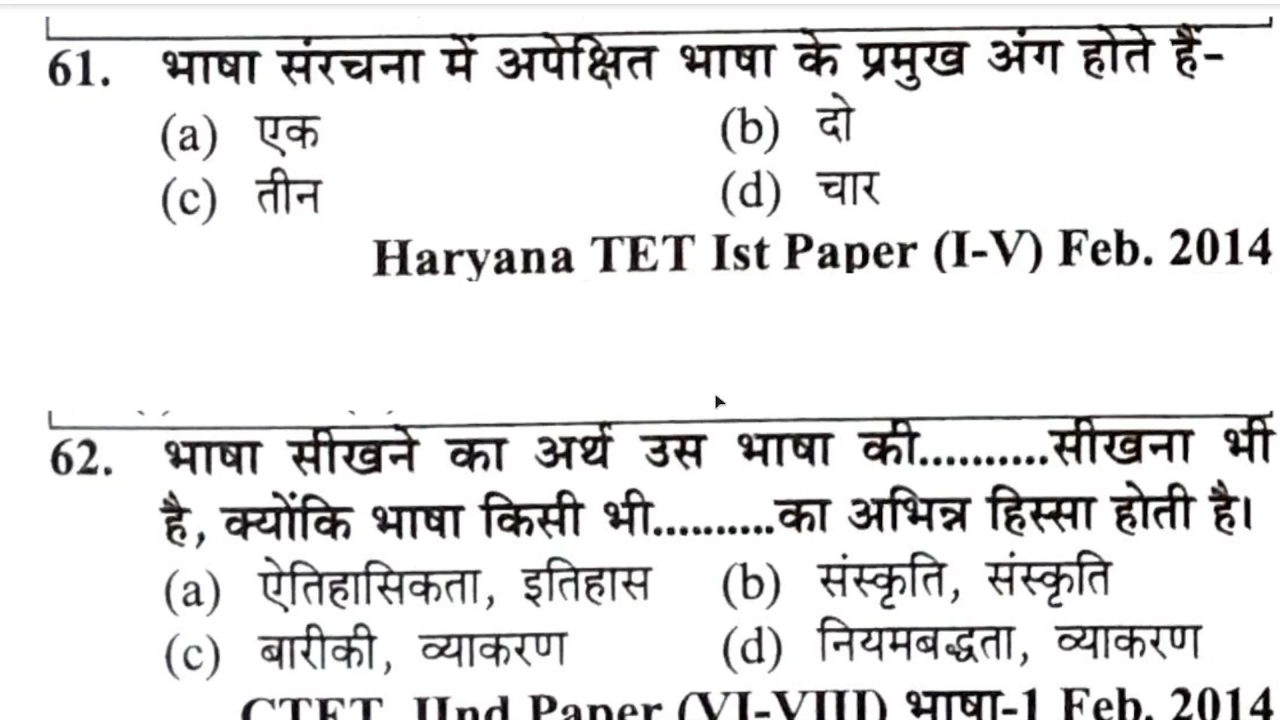 61. भाषा संरचना में अपेक्षित भाषा के प्रमुख अंग होते हैं-
(a) एक (b) दो
(c) तीन (d) चार
Haryana TET Ist Paper (I-V) Feb. 2014
62. भाषा सीखने का अर्थ उस भाषा की..........सीखना भी
है, क्योंकि भाषा किसी भी..........का अभिन्न हिस्सा होती है।
(a) ऐतिहासिकता, इतिहास (b) संस्कृति, संस्कृति
(c) बारीकी, व्याकरण (d) नियमबद्धता, व्याकरण
CTET IInd Paper (VI-VIII) भाषा-1 Feb. 2014